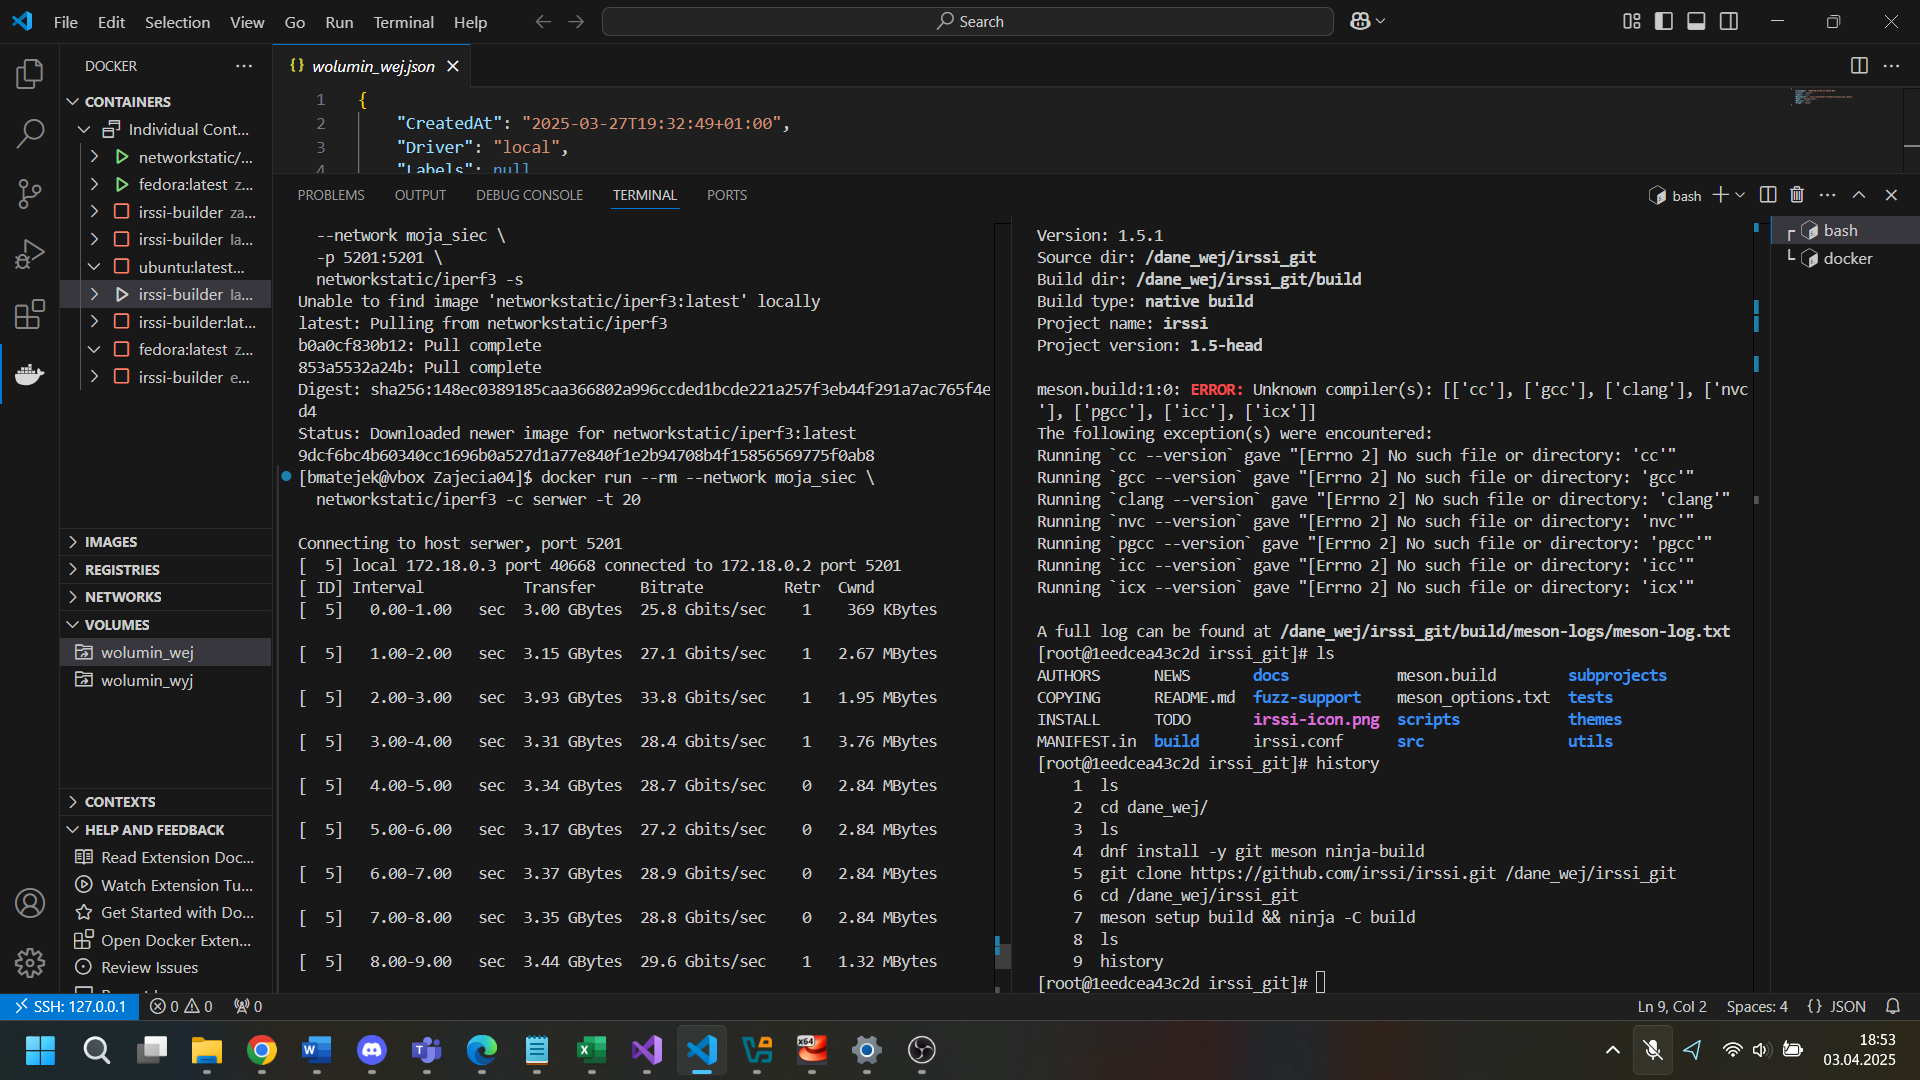 File Edit Selection View Go Run Terminal Help
Search
DOCKER
CONTAINERS
Individual Cont...
networkstatic/...
fedora:latest z...
irssi-builder za...
irssi-builder la...
ubuntu:latest...
irssi-builder la...
irssi-builder:lat...
fedora:latest z...
irssi-builder e...
IMAGES
REGISTRIES
NETWORKS
VOLUMES
wolumin_wej
wolumin_wyj
CONTEXTS
HELP AND FEEDBACK
Read Extension Doc...
Watch Extension Tu...
Get Started with Do...
Open Docker Exten...
Review Issues
{} wolumin_wej.json
1 {
2 "CreatedAt": "2025-03-27T19:32:49+01:00",
3 "Driver": "local",
4 "Labels": null
PROBLEMS OUTPUT DEBUG CONSOLE TERMINAL PORTS
bash
--network moja_siec \
-p 5201:5201 \
networkstatic/iperf3 -s
Unable to find image 'networkstatic/iperf3:latest' locally
latest: Pulling from networkstatic/iperf3
b0a0cf830b12: Pull complete
853a5532a24b: Pull complete
Digest: sha256:148ec0389185caa366802a996ccded1bcde221a257f3eb44f291a7ac765f4e
d4
Status: Downloaded newer image for networkstatic/iperf3:latest
9dcf6bc4b60340cc1696b0a527d1a77e840f1e2b94708b4f15856569775f0ab8
[bmatejek@vbox Zajecia04]$ docker run --rm --network moja_siec \
networkstatic/iperf3 -c serwer -t 20
Connecting to host serwer, port 5201
[  5] local 172.18.0.3 port 40668 connected to 172.18.0.2 port 5201
[ ID] Interval Transfer Bitrate Retr Cwnd
[  5] 0.00-1.00 sec 3.00 GBytes 25.8 Gbits/sec 1 369 KBytes
[  5] 1.00-2.00 sec 3.15 GBytes 27.1 Gbits/sec 1 2.67 MBytes
[  5] 2.00-3.00 sec 3.93 GBytes 33.8 Gbits/sec 1 1.95 MBytes
[  5] 3.00-4.00 sec 3.31 GBytes 28.4 Gbits/sec 1 3.76 MBytes
[  5] 4.00-5.00 sec 3.34 GBytes 28.7 Gbits/sec 0 2.84 MBytes
[  5] 5.00-6.00 sec 3.17 GBytes 27.2 Gbits/sec 0 2.84 MBytes
[  5] 6.00-7.00 sec 3.37 GBytes 28.9 Gbits/sec 0 2.84 MBytes
[  5] 7.00-8.00 sec 3.35 GBytes 28.8 Gbits/sec 0 2.84 MBytes
[  5] 8.00-9.00 sec 3.44 GBytes 29.6 Gbits/sec 1 1.32 MBytes
Version: 1.5.1
Source dir: /dane_wej/irssi_git
Build dir: /dane_wej/irssi_git/build
Build type: native build
Project name: irssi
Project version: 1.5-head
meson.build:1:0: ERROR: Unknown compiler(s): [['cc'], ['gcc'], ['clang'], ['nvc
'], ['pgcc'], ['icc'], ['icx']]
The following exception(s) were encountered:
Running `cc --version` gave "[Errno 2] No such file or directory: 'cc'"
Running `gcc --version` gave "[Errno 2] No such file or directory: 'gcc'"
Running `clang --version` gave "[Errno 2] No such file or directory: 'clang'"
Running `nvc --version` gave "[Errno 2] No such file or directory: 'nvc'"
Running `pgcc --version` gave "[Errno 2] No such file or directory: 'pgcc'"
Running `icc --version` gave "[Errno 2] No such file or directory: 'icc'"
Running `icx --version` gave "[Errno 2] No such file or directory: 'icx'"
A full log can be found at /dane_wej/irssi_git/build/meson-logs/meson-log.txt
[root@1eedcea43c2d irssi_git]# ls
AUTHORS NEWS docs meson.build subprojects
COPYING README.md fuzz-support meson_options.txt tests
INSTALL TODO irssi-icon.png scripts themes
MANIFEST.in build irssi.conf src utils
[root@1eedcea43c2d irssi_git]# history
1 ls
2 cd dane_wej/
3 ls
4 dnf install -y git meson ninja-build
5 git clone https://github.com/irssi/irssi.git /dane_wej/irssi_git
6 cd /dane_wej/irssi_git
7 meson setup build && ninja -C build
8 ls
9 history
[root@1eedcea43c2d irssi_git]#
bash
docker
SSH: 127.0.0.1 0 0 0
Ln 9, Col 2 Spaces: 4 {} JSON
18:53
03.04.2025